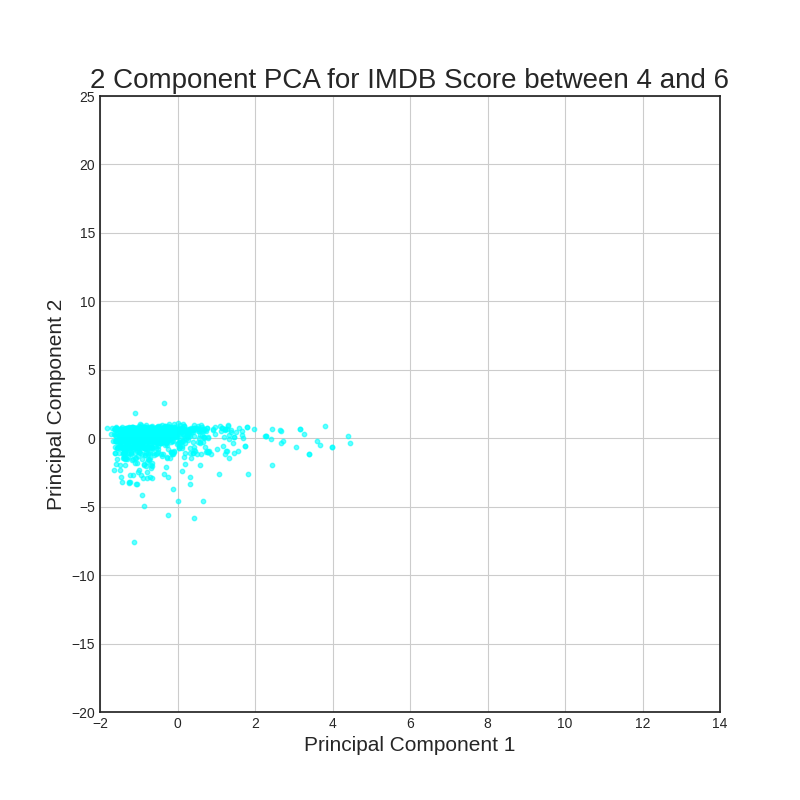 2 Component PCA for IMDB Score between 4 and 6
25
20
15
10
5
0
−5
−10
−15
−20
Principal Component 2
−2 0 2 4 6 8 10 12 14
Principal Component 1